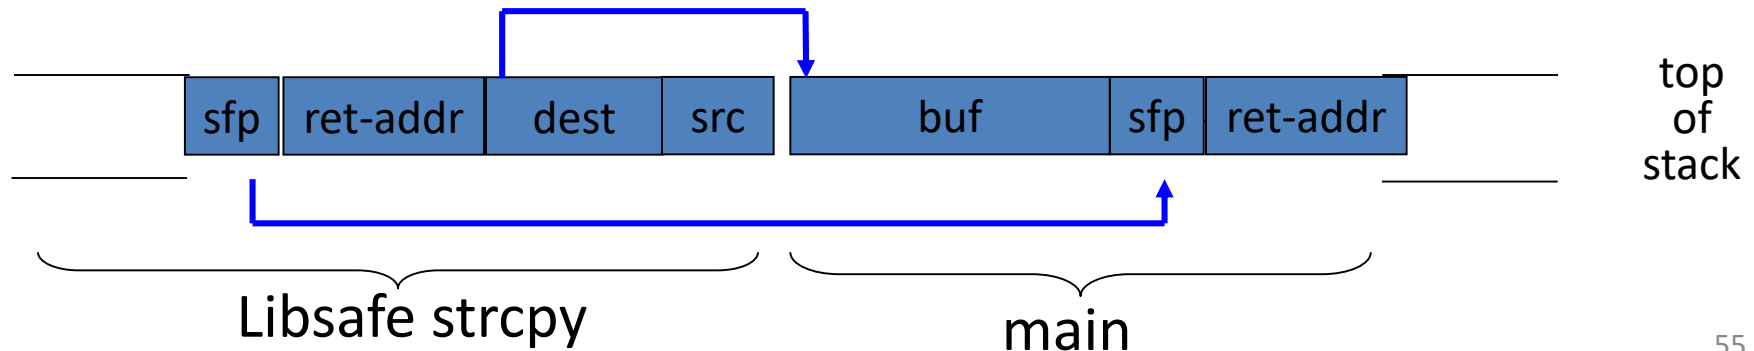 sfp ret-addr dest src buf sfp ret-addr
top
of
stack
Libsafe strcpy
main
55